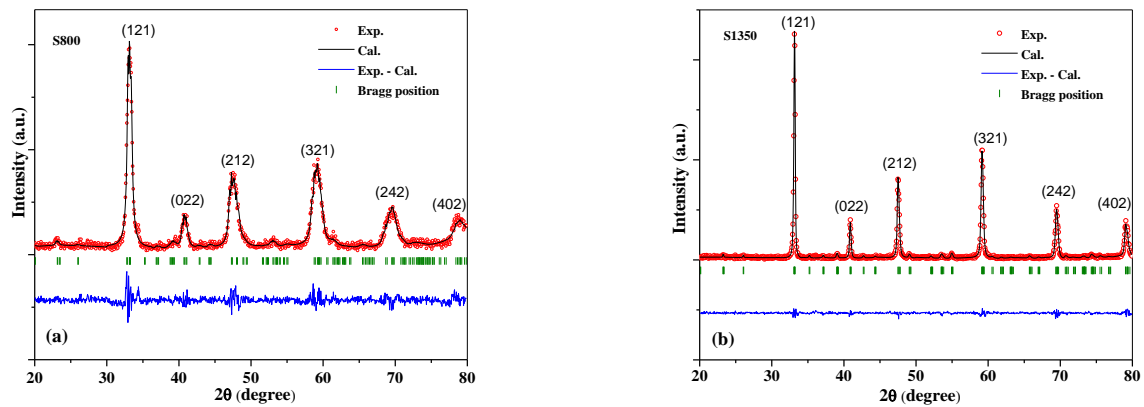 S800
(121)
Exp.
Cal.
Exp. - Cal.
Bragg position
(321)
(212)
(242)
(022)
(402)
Intensity (a.u.)
(a)
20 30 40 50 60 70 80
2θ (degree)
(121)
S1350
Exp.
Cal.
Exp. - Cal.
Bragg position
(321)
(212)
(242)
(022)
(402)
Intensity (a.u.)
(b)
20 30 40 50 60 70 80
2θ (degree)